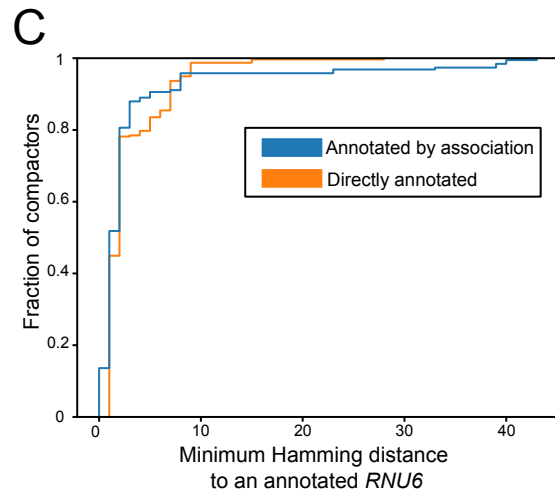 C
1
0.8
0.6
0.4
0.2
0
Fraction of compactors
Annotated by association
Directly annotated
0 10 20 30 40
Minimum Hamming distance
to an annotated RNU6